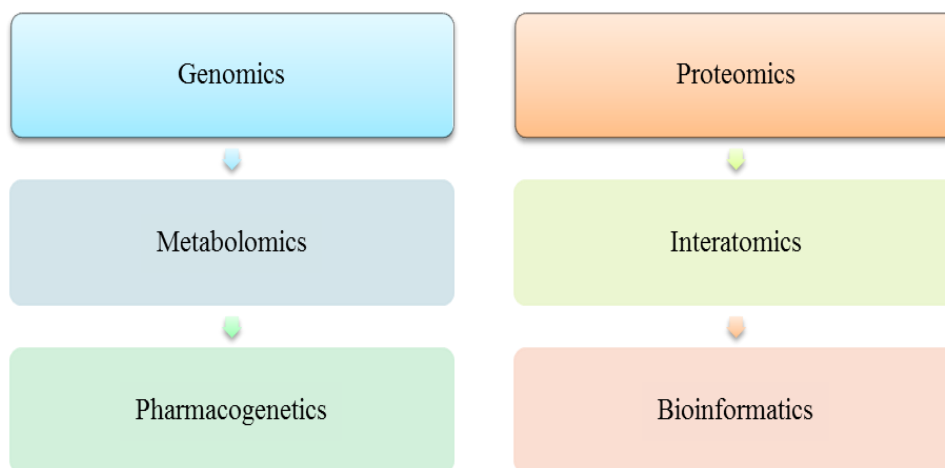 Genomics
Metabolomics
Pharmacogenetics
Proteomics
Interatomics
Bioinformatics